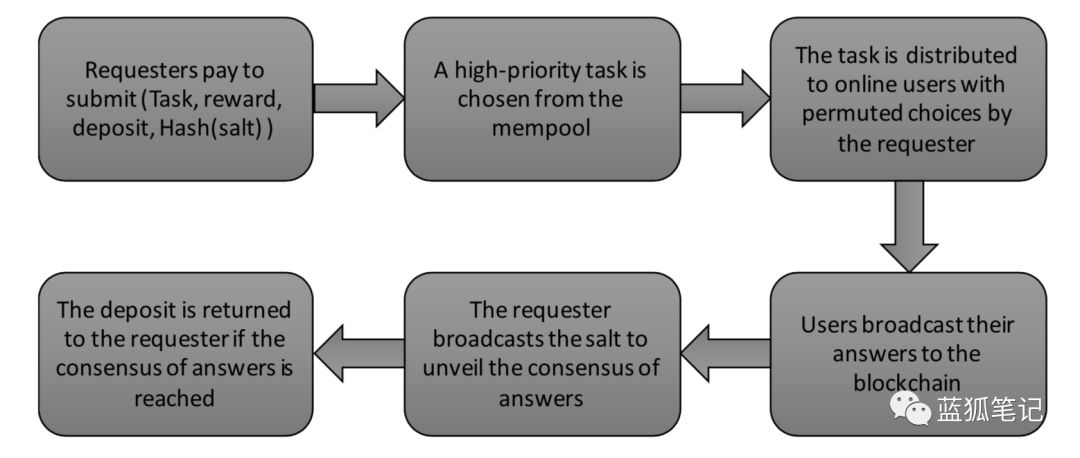 Requesters pay to
submit (Task, reward,
deposit, Hash(salt) )
A high-priority task is
chosen from the
mempool
The task is distributed
to online users with
permuted choices by
the requester
Users broadcast their
answers to the
blockchain
The requester
broadcasts the salt to
unveil the consensus of
answers
The deposit is returned
to the requester if the
consensus of answers is
reached
蓝狐笔记